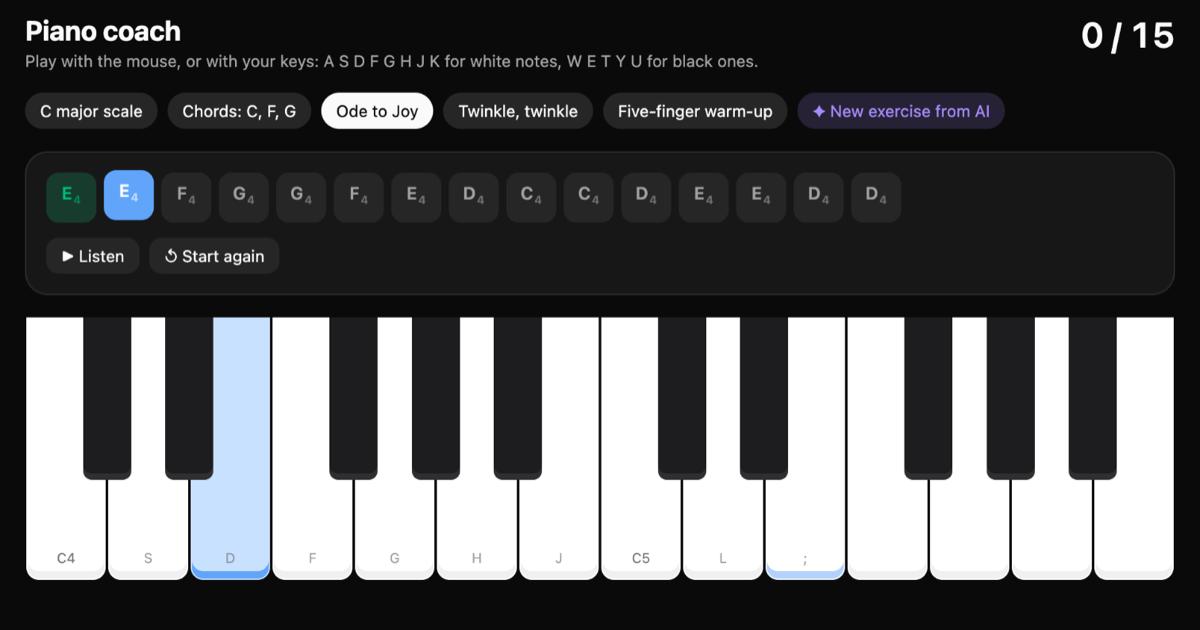 Piano coach
0 / 15
Play with the mouse, or with your keys: A S D F G H J K for white notes, W E T Y U for black ones.
C major scale Chords: C, F, G Ode to Joy Twinkle, twinkle Five-finger warm-up ✦ New exercise from AI
E4 E4 F4 G4 G4 F4 E4 D4 C4 C4 D4 E4 E4 D4 D4
▶ Listen ↺ Start again
C4 S D F G H J C5 L ;